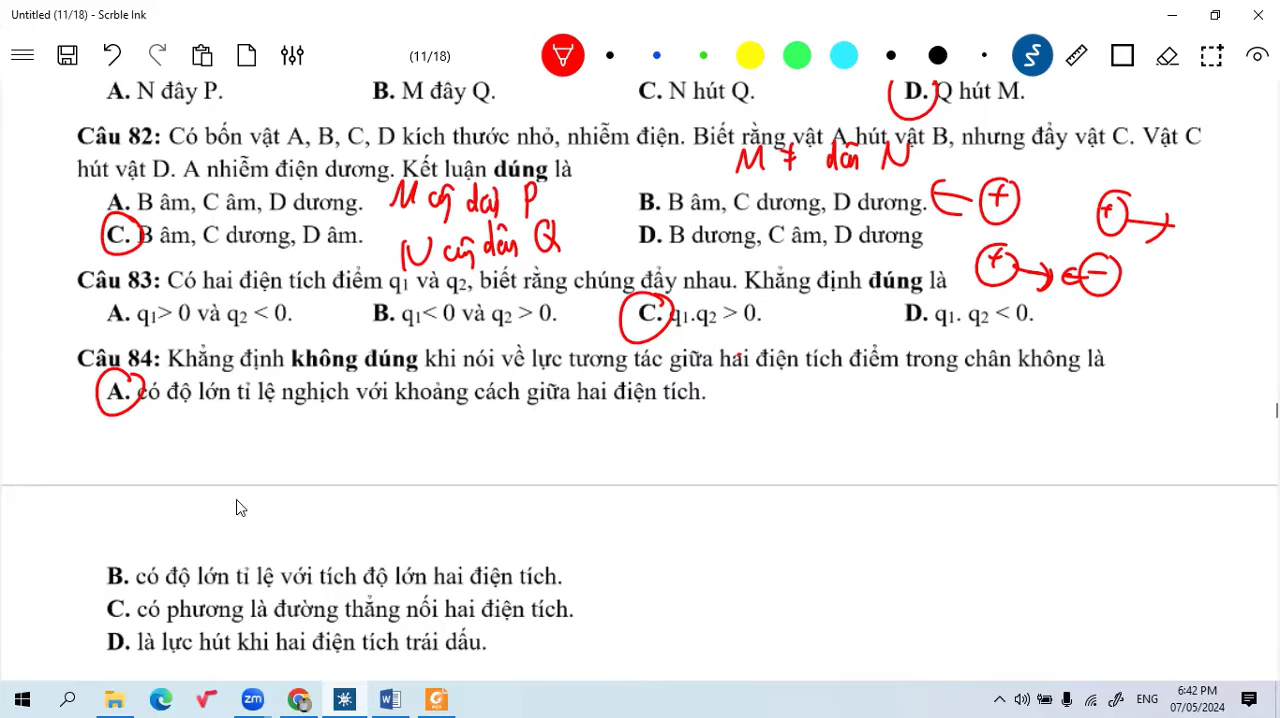 Untitled (11/18) - Scrble Ink
(11/18)
A. N đây P. B. M đây Q. C. N hút Q. D. Q hút M.
Câu 82: Có bốn vật A, B, C, D kích thước nhỏ, nhiễm điện. Biết rằng vật A hút vật B, nhưng đẩy vật C. Vật C
hút vật D. A nhiễm điện dương. Kết luận đúng là
M ≠ dấu N
A. B âm, C âm, D dương. B. B âm, C dương, D dương.
M cg dấu P
C. B âm, C dương, D âm. D. B dương, C âm, D dương
N cg dấu Q
+
+
+ −
Câu 83: Có hai điện tích điểm q1 và q2, biết rằng chúng đẩy nhau. Khẳng định đúng là
A. q1> 0 và q2 < 0. B. q1< 0 và q2 > 0. C. q1.q2 > 0. D. q1. q2 < 0.
Câu 84: Khẳng định không đúng khi nói về lực tương tác giữa hai điện tích điểm trong chân không là
A. có độ lớn tỉ lệ nghịch với khoảng cách giữa hai điện tích.
B. có độ lớn tỉ lệ với tích độ lớn hai điện tích.
C. có phương là đường thẳng nối hai điện tích.
D. là lực hút khi hai điện tích trái dấu.
zm
ENG
6:42 PM
07/05/2024